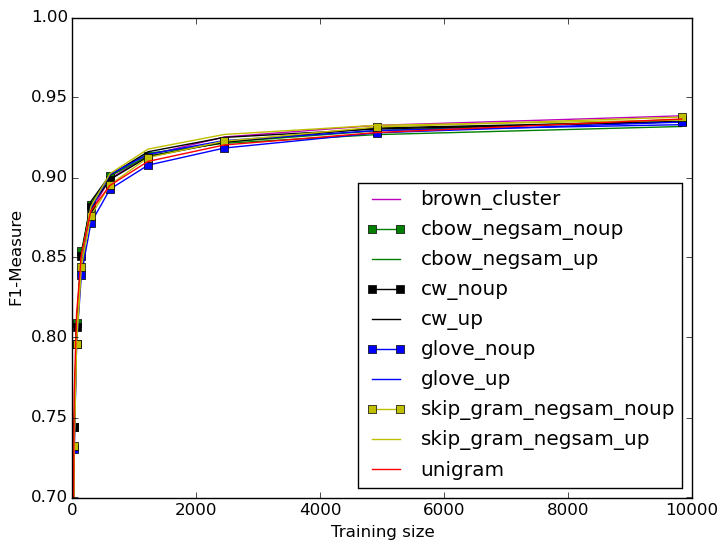 1.00
0.95
0.90
0.85
0.80
0.75
0.70
F1-Measure
brown_cluster
cbow_negsam_noup
cbow_negsam_up
cw_noup
cw_up
glove_noup
glove_up
skip_gram_negsam_noup
skip_gram_negsam_up
unigram
0 2000 4000 6000 8000 10000
Training size